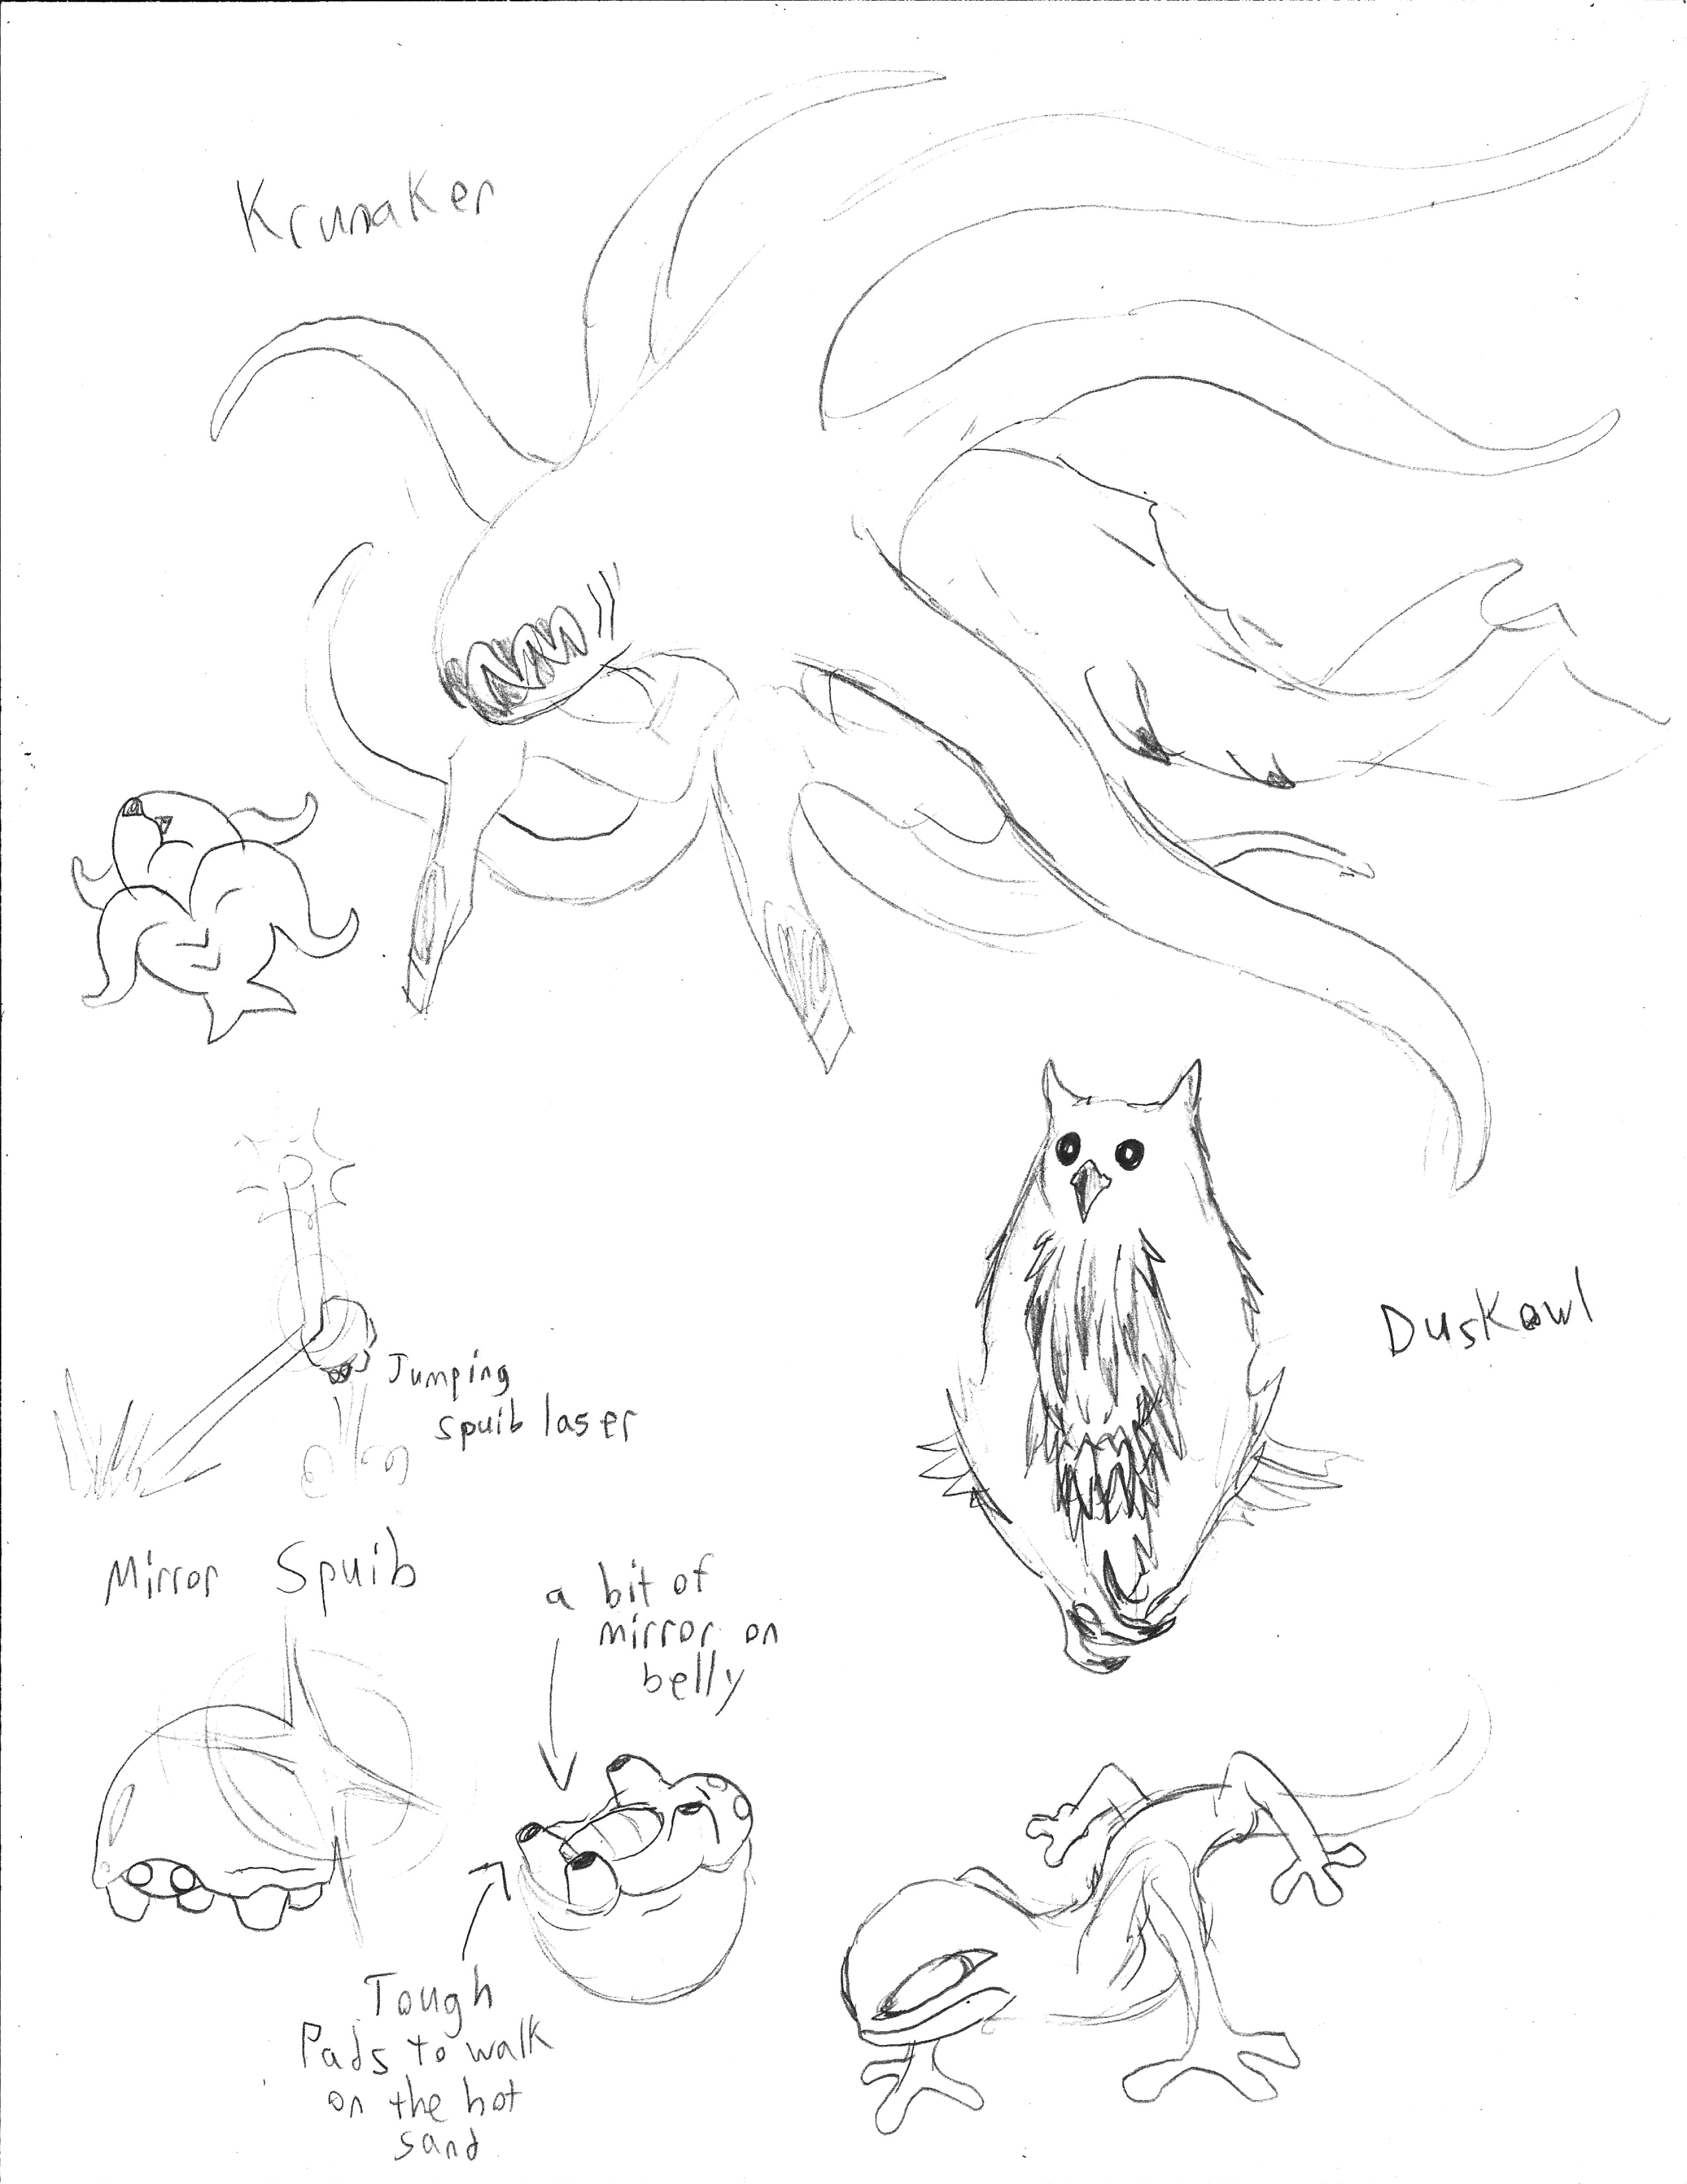 Krunaker
Duskowl
Jumping
spuib laser
Mirror Spuib
a bit of
mirror on
belly
Tough
Pads to walk
on the hot
sand